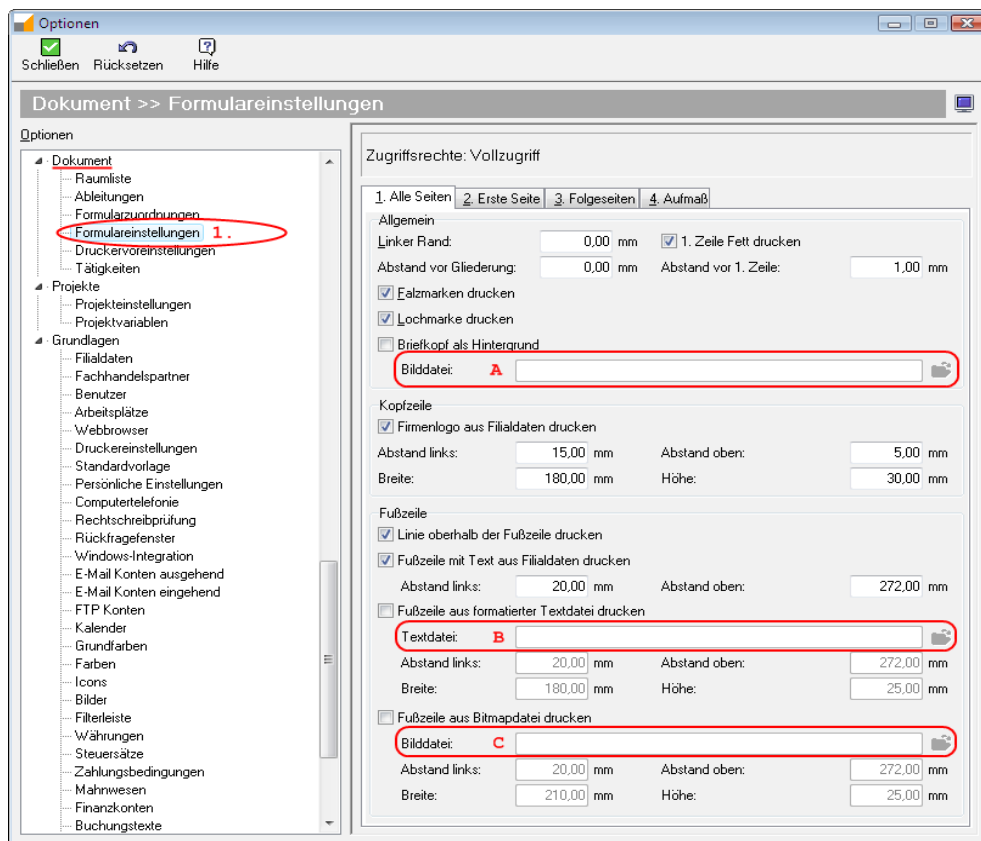 Optionen
Schließen Rücksetzen Hilfe
Dokument >> Formulareinstellungen
Optionen
Dokument
Raumliste
Ableitungen
Formularzuordnungen
Formulareinstellungen 1.
Druckervoreinstellungen
Tätigkeiten
Projekte
Projekteinstellungen
Projektvariablen
Grundlagen
Filialdaten
Fachhandelspartner
Benutzer
Arbeitsplätze
Webbrowser
Druckereinstellungen
Standardvorlage
Persönliche Einstellungen
Computertelefonie
Rechtschreibprüfung
Rückfragefenster
Windows-Integration
E-Mail Konten ausgehend
E-Mail Konten eingehend
FTP Konten
Kalender
Grundfarben
Farben
Icons
Bilder
Filterleiste
Währungen
Steuersätze
Zahlungsbedingungen
Mahnwesen
Finanzkonten
Buchungstexte
Zugriffsrechte: Vollzugriff
1. Alle Seiten 2. Erste Seite 3. Folgeseiten 4. Aufmaß
Allgemein
Linker Rand: 0,00 mm 1. Zeile Fett drucken
Abstand vor Gliederung: 0,00 mm Abstand vor 1. Zeile: 1,00 mm
Falzmarken drucken
Lochmarke drucken
Briefkopf als Hintergrund
Bilddatei: A
Kopfzeile
Firmenlogo aus Filialdaten drucken
Abstand links: 15,00 mm Abstand oben: 5,00 mm
Breite: 180,00 mm Höhe: 30,00 mm
Fußzeile
Linie oberhalb der Fußzeile drucken
Fußzeile mit Text aus Filialdaten drucken
Abstand links: 20,00 mm Abstand oben: 272,00 mm
Fußzeile aus formatierter Textdatei drucken
Textdatei: B
Abstand links: 20,00 mm Abstand oben: 272,00 mm
Breite: 180,00 mm Höhe: 25,00 mm
Fußzeile aus Bitmapdatei drucken
Bilddatei: C
Abstand links: 20,00 mm Abstand oben: 272,00 mm
Breite: 210,00 mm Höhe: 25,00 mm